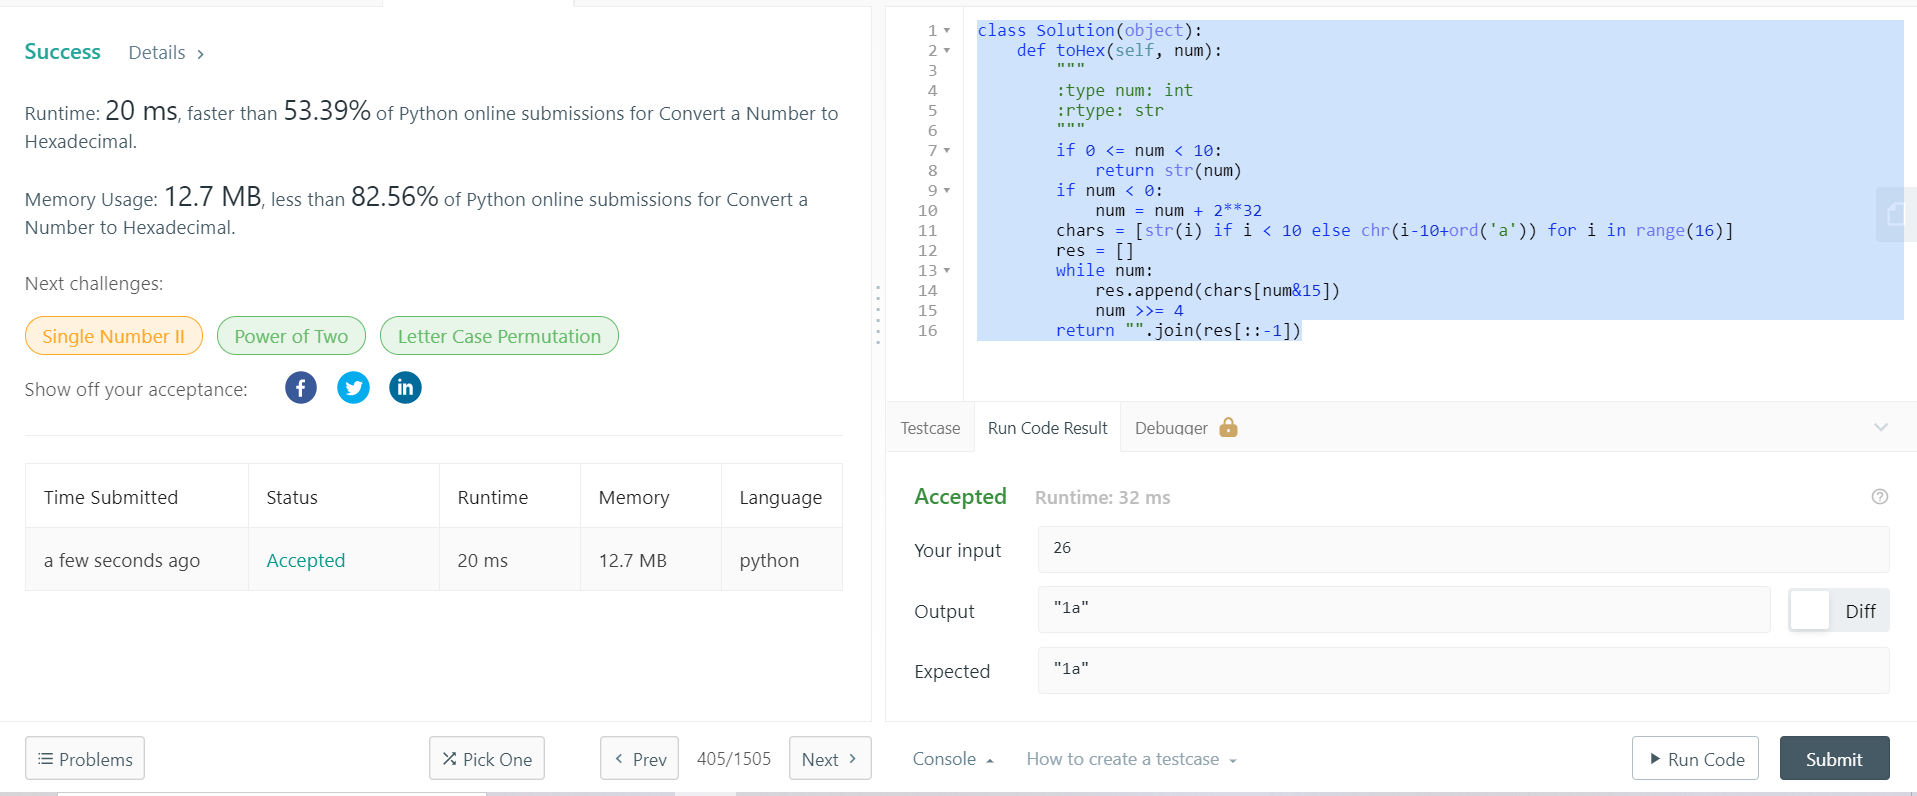 Success Details >
Runtime: 20 ms, faster than 53.39% of Python online submissions for Convert a Number to
Hexadecimal.
Memory Usage: 12.7 MB, less than 82.56% of Python online submissions for Convert a
Number to Hexadecimal.
Next challenges:
Single Number II Power of Two Letter Case Permutation
Show off your acceptance:
Time Submitted Status Runtime Memory Language
a few seconds ago Accepted 20 ms 12.7 MB python
Problems Pick One < Prev 405/1505 Next >
1 class Solution(object):
2     def toHex(self, num):
3         """
4         :type num: int
5         :rtype: str
6         """
7         if 0 <= num < 10:
8             return str(num)
9         if num < 0:
10             num = num + 2**32
11         chars = [str(i) if i < 10 else chr(i-10+ord('a')) for i in range(16)]
12         res = []
13         while num:
14             res.append(chars[num&15])
15             num >>= 4
16         return "".join(res[::-1])
Testcase Run Code Result Debugger
Accepted Runtime: 32 ms ?
Your input 26
Output "1a" Diff
Expected "1a"
Console How to create a testcase Run Code Submit